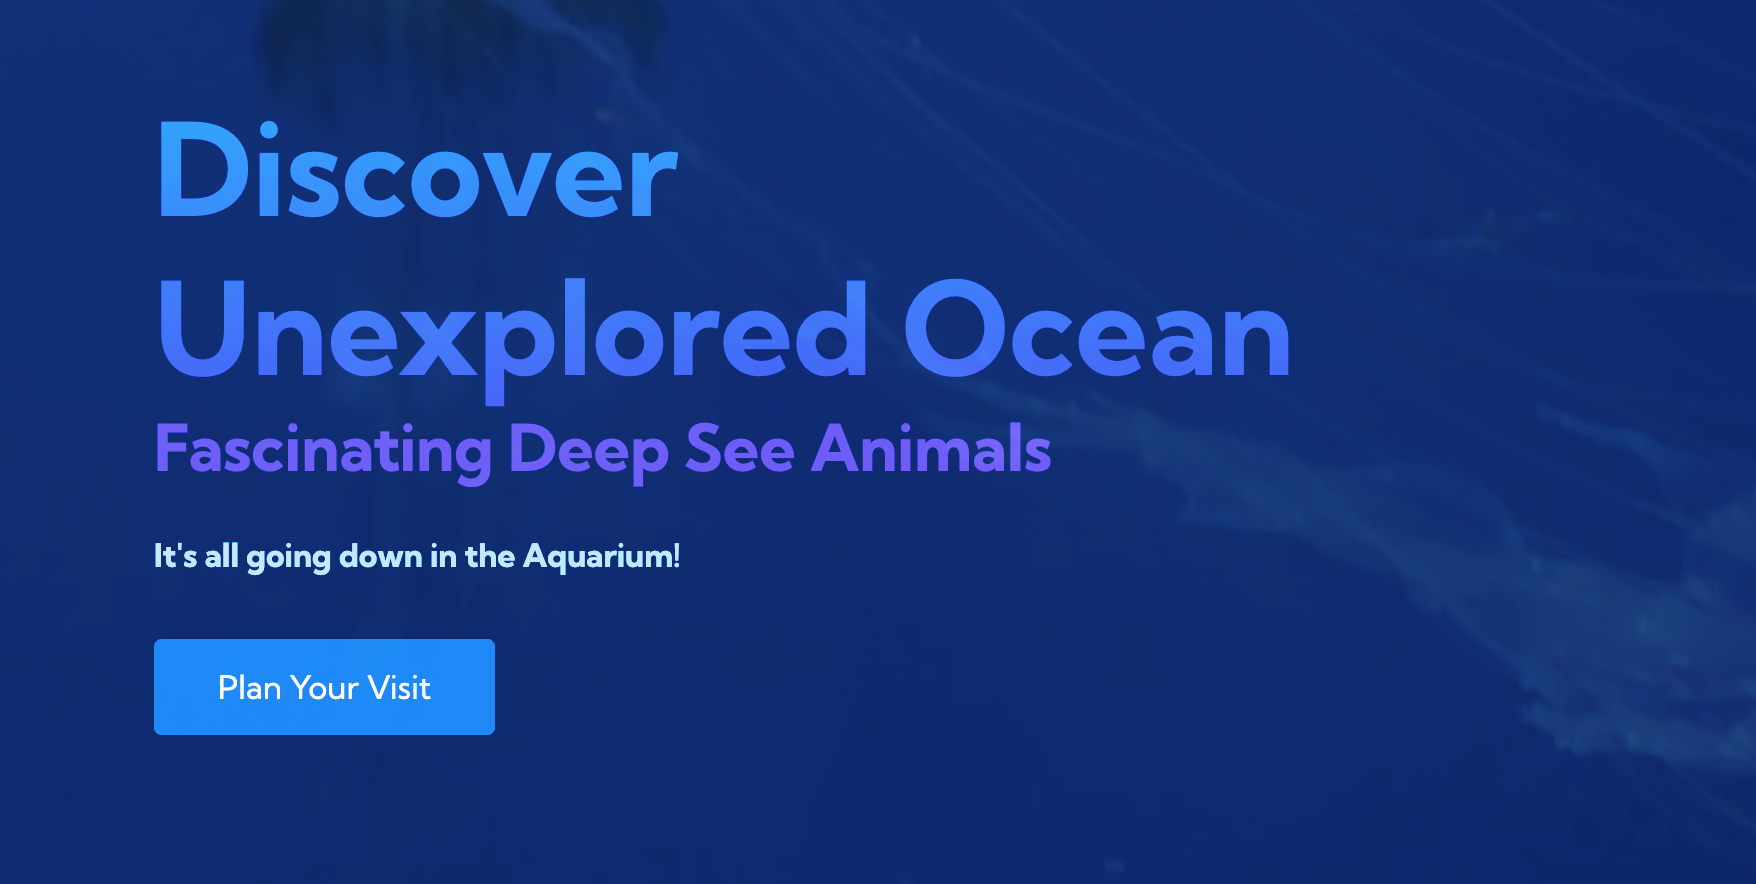 Discover
Unexplored Ocean
Fascinating Deep See Animals
It's all going down in the Aquarium!
Plan Your Visit